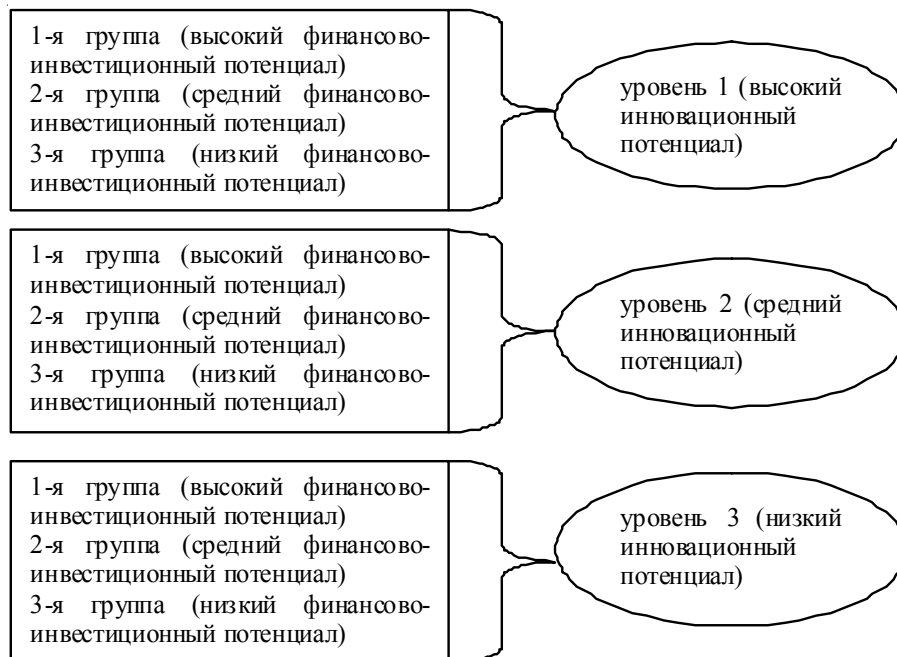 1-я группа (высокий финансово-
инвестиционный потенциал)
2-я группа (средний финансово-
инвестиционный потенциал)
3-я группа (низкий финансово-
инвестиционный потенциал)
уровень 1 (высокий
инновационный
потенциал)
1-я группа (высокий финансово-
инвестиционный потенциал)
2-я группа (средний финансово-
инвестиционный потенциал)
3-я группа (низкий финансово-
инвестиционный потенциал)
уровень 2 (средний
инновационный
потенциал)
1-я группа (высокий финансово-
инвестиционный потенциал)
2-я группа (средний финансово-
инвестиционный потенциал)
3-я группа (низкий финансово-
инвестиционный потенциал)
уровень 3 (низкий
инновационный
потенциал)